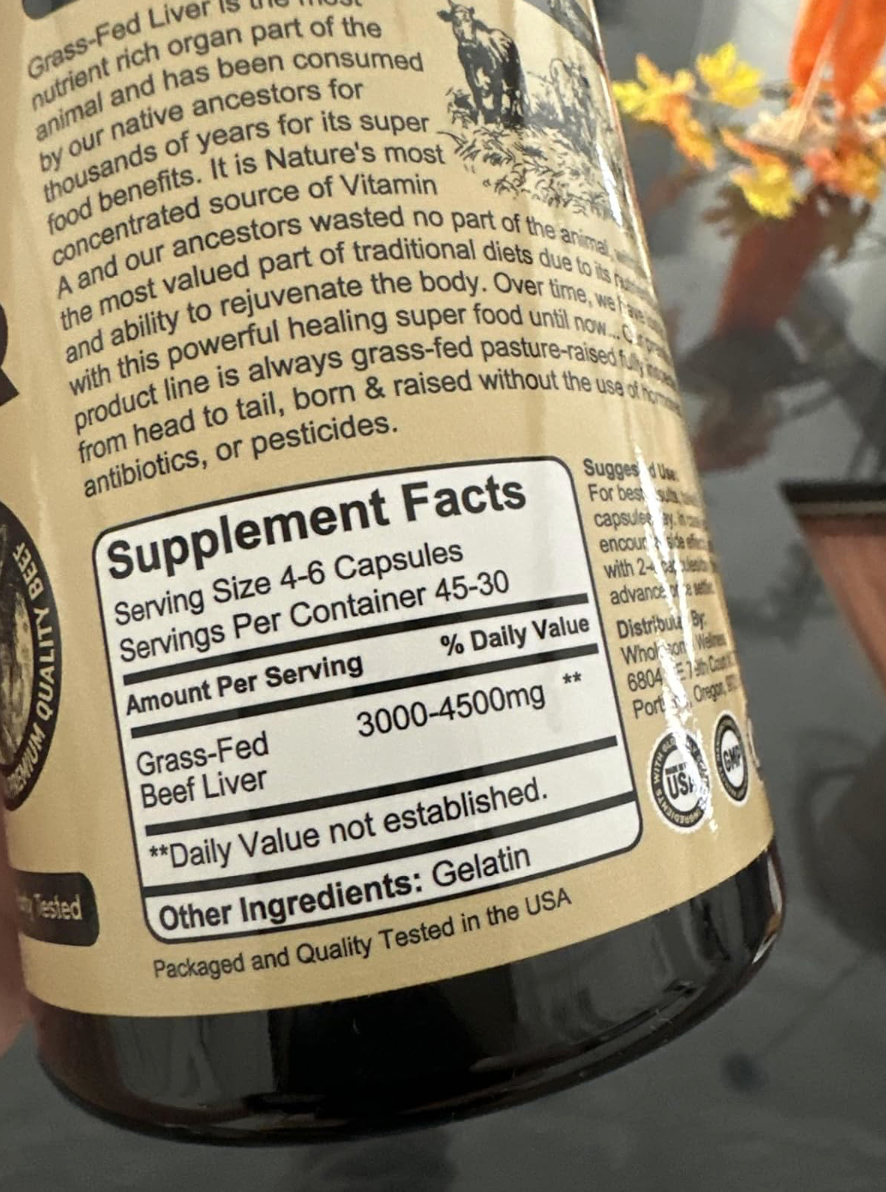 Grass-Fed Liver is the most
nutrient rich organ part of the
animal and has been consumed
by our native ancestors for
thousands of years for its super
food benefits. It is Nature's most
concentrated source of Vitamin
A and our ancestors wasted no part of the animal,
the most valued part of traditional diets due to its
and ability to rejuvenate the body. Over time, we have
with this powerful healing super food until now...
product line is always grass-fed pasture-raised fully
from head to tail, born & raised without the use of
antibiotics, or pesticides.
PREMIUM QUALITY BEEF
Tested
Supplement Facts
Serving Size 4-6 Capsules
Servings Per Container 45-30
Amount Per Serving % Daily Value
Grass-Fed 3000-4500mg **
Beef Liver
**Daily Value not established.
Other Ingredients: Gelatin
Packaged and Quality Tested in the USA
Use:
For best
with 2-
advance
By:
6804
Oregon,
USA
GMP